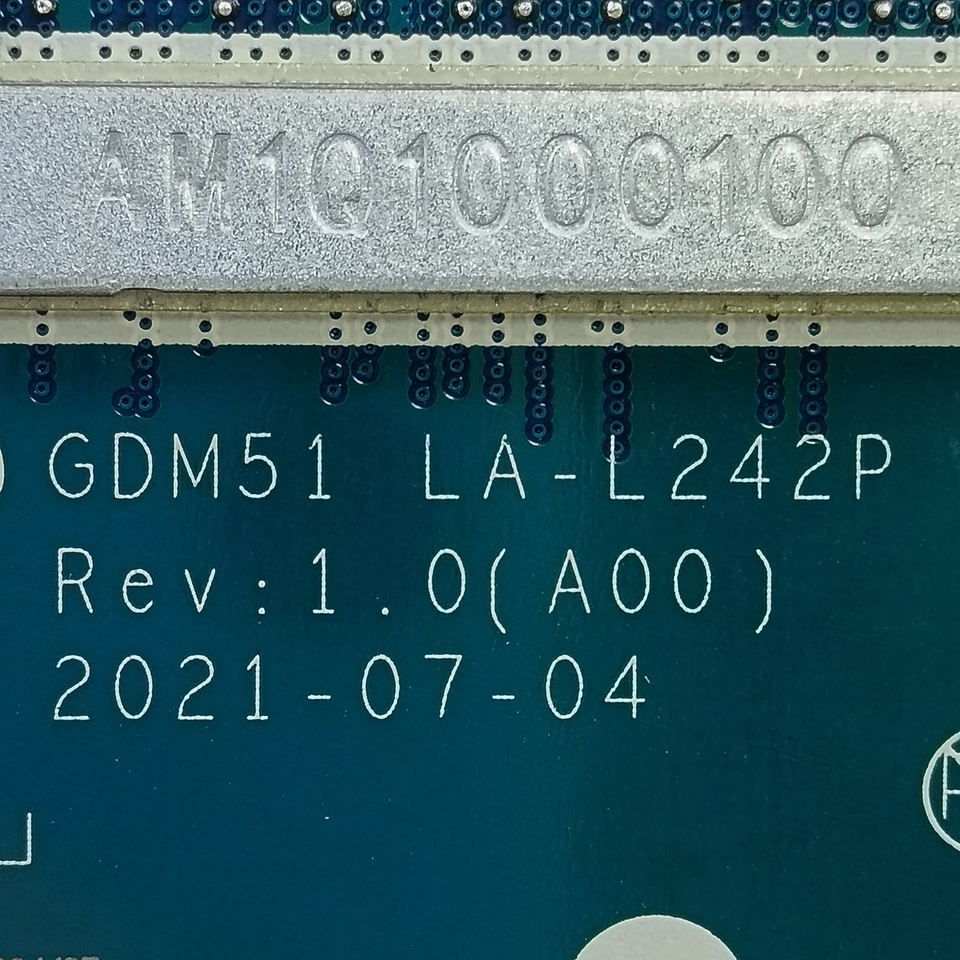 AM1Q1000100
GDM51 LA-L242P
Rev:1.0(A00)
2021-07-04